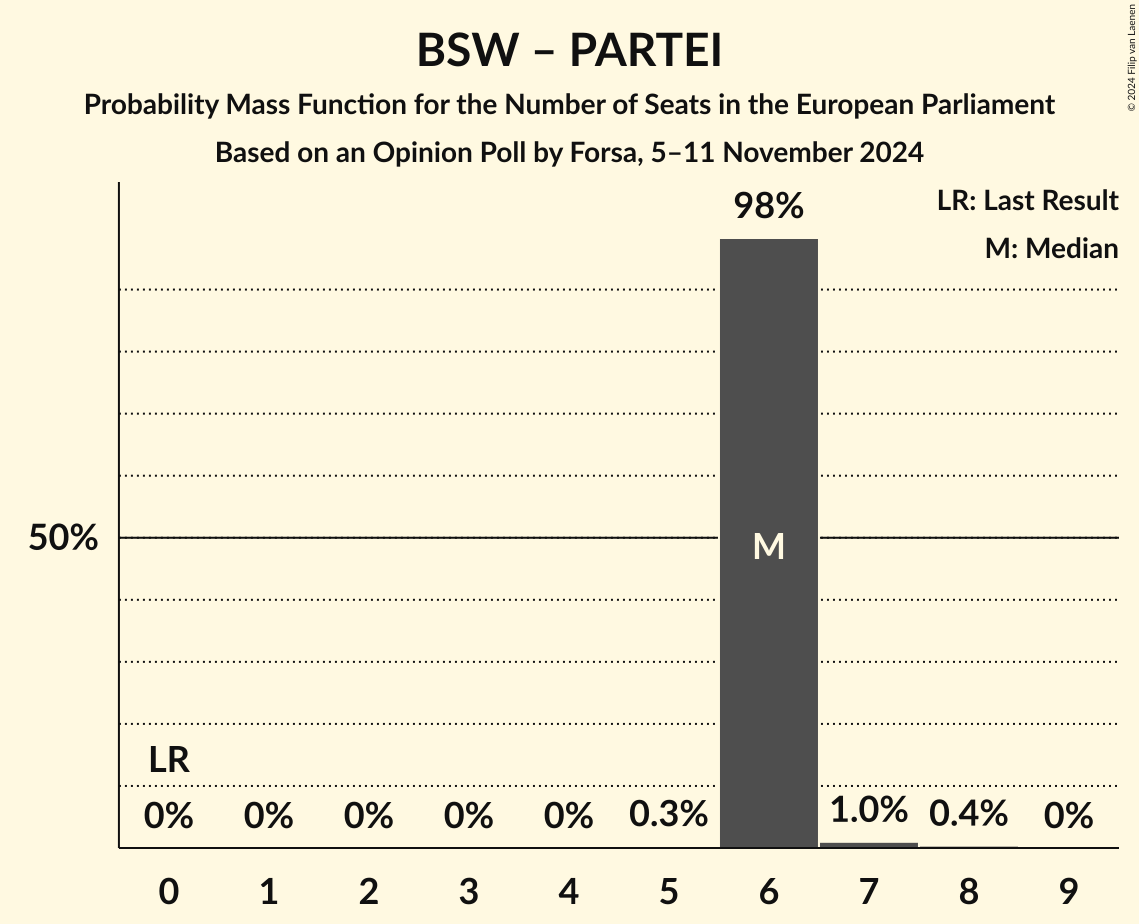 BSW – PARTEI
Probability Mass Function for the Number of Seats in the European Parliament
Based on an Opinion Poll by Forsa, 5–11 November 2024
© 2024 Filip van Laenen
LR: Last Result
M: Median
98%
50%
M
LR
0% 0% 0% 0% 0% 0.3% 1.0% 0.4% 0%
0 1 2 3 4 5 6 7 8 9